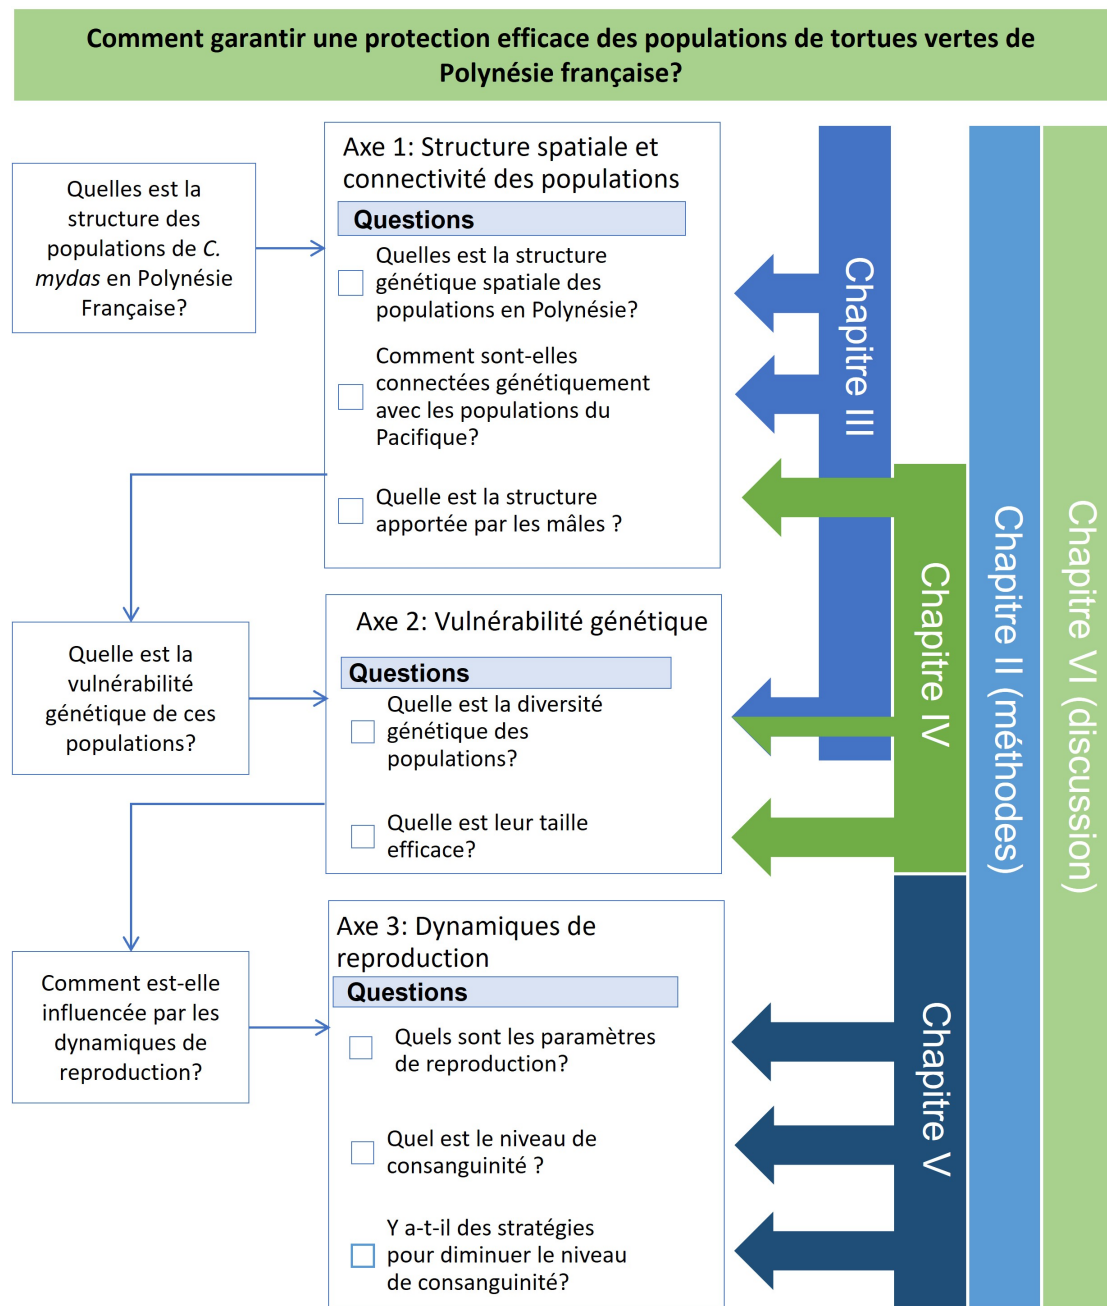 Comment garantir une protection efficace des populations de tortues vertes de
Polynésie française?
Quelles est la
structure des
populations de C.
mydas en Polynésie
Française?
Axe 1: Structure spatiale et
connectivité des populations
Questions
Quelles est la structure
génétique spatiale des
populations en Polynésie?
Comment sont-elles
connectées génétiquement
avec les populations du
Pacifique?
Quelle est la structure
apportée par les mâles ?
Quelle est la
vulnérabilité
génétique de ces
populations?
Axe 2: Vulnérabilité génétique
Questions
Quelle est la diversité
génétique des
populations?
Quelle est leur taille
efficace?
Comment est-elle
influencée par les
dynamiques de
reproduction?
Axe 3: Dynamiques de
reproduction
Questions
Quels sont les paramètres
de reproduction?
Quel est le niveau de
consanguinité ?
Y a-t-il des stratégies
pour diminuer le niveau
de consanguinité?
Chapitre III
Chapitre IV
Chapitre V
Chapitre II (méthodes)
Chapitre VI (discussion)